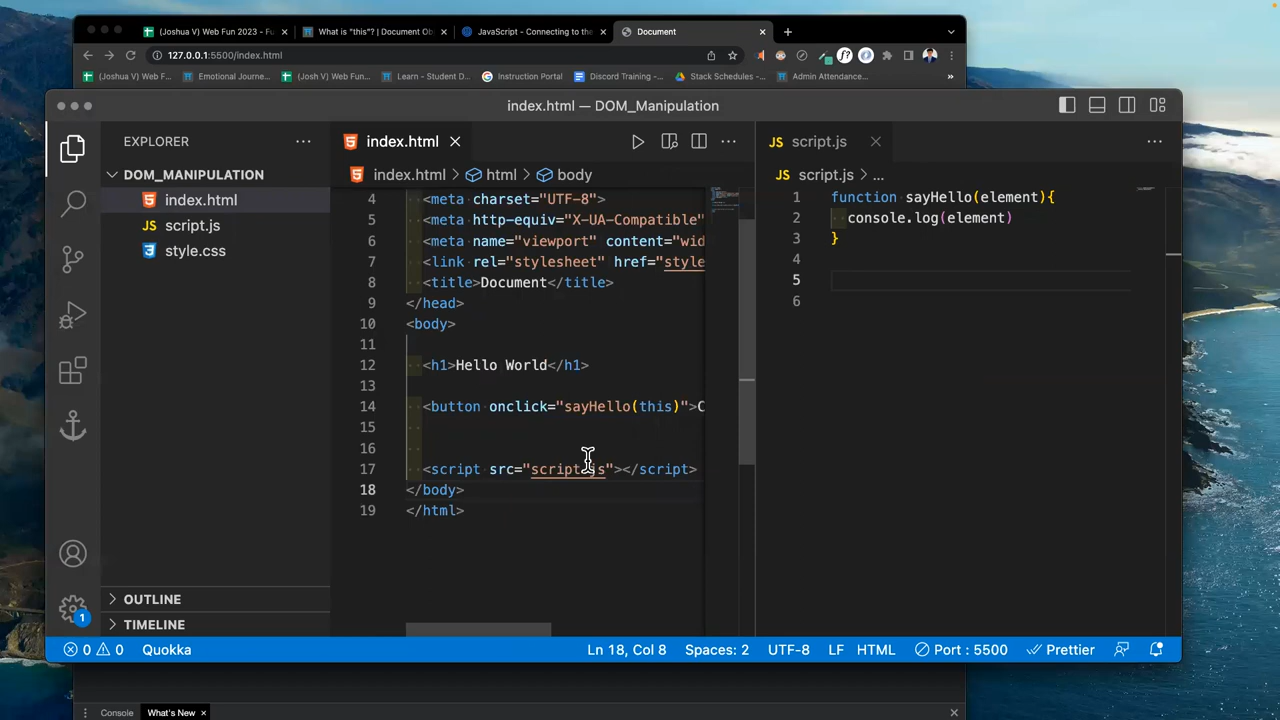 (Joshua V) Web Fun 2023 - Fu
What is "this"? | Document Ob
JavaScript - Connecting to the
Document
127.0.0.1:5500/index.html
(Joshua V) Web F...
Emotional Journe...
(Josh V) Web Fun...
Learn - Student D...
Instruction Portal
Discord Training -...
Stack Schedules -...
Admin Attendance...
index.html — DOM_Manipulation
EXPLORER
DOM_MANIPULATION
index.html
script.js
style.css
OUTLINE
TIMELINE
index.html
index.html > html > body
4 <meta charset="UTF-8">
5 <meta http-equiv="X-UA-Compatible"
6 <meta name="viewport" content="wid
7 <link rel="stylesheet" href="style
8 <title>Document</title>
9 </head>
10 <body>
11
12 <h1>Hello World</h1>
13
14 <button onclick="sayHello(this)">C
15
16
17 <script src="script.js"></script>
18 </body>
19 </html>
JS script.js
JS script.js > ...
1 function sayHello(element){
2 console.log(element)
3 }
4
5
6
1
0 0 Quokka
Ln 18, Col 8
Spaces: 2
UTF-8
LF
HTML
Port : 5500
Prettier
Console
What's New